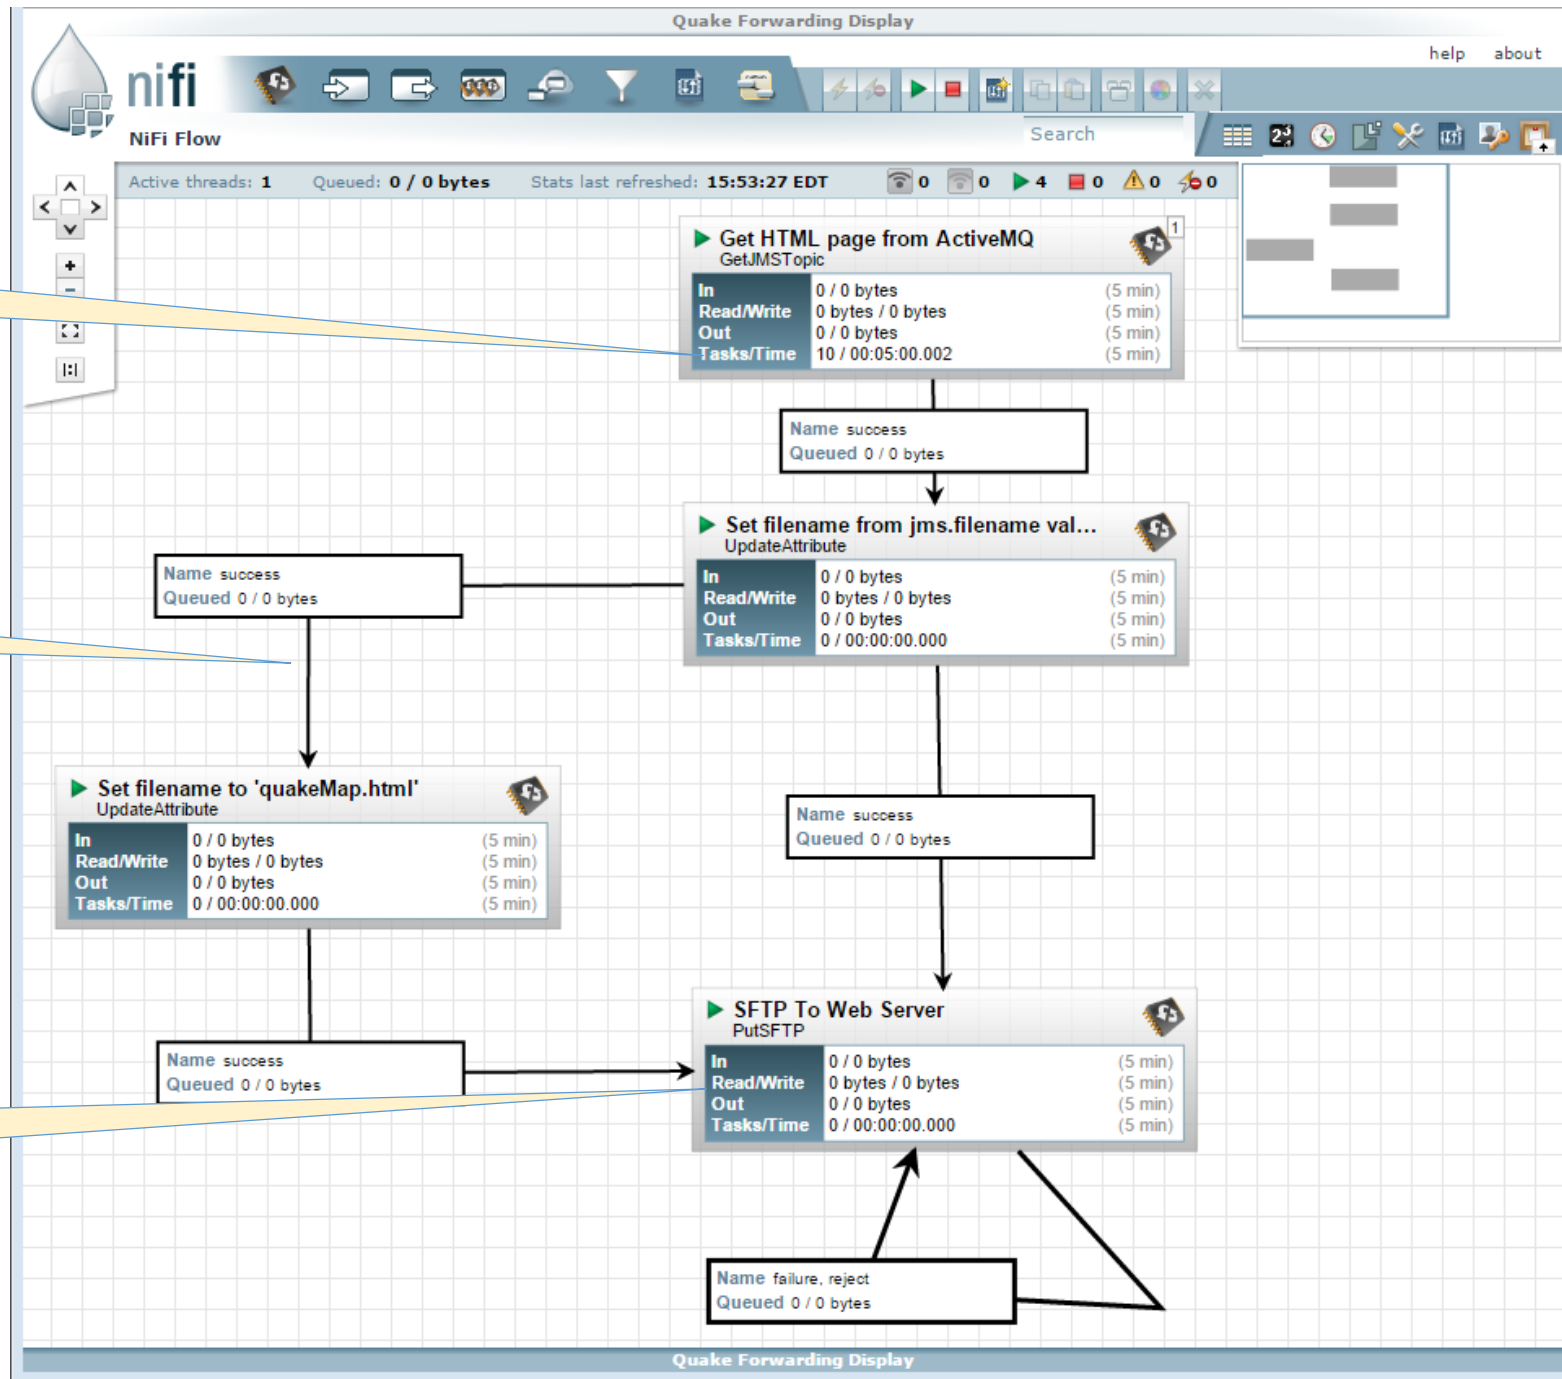 Quake Forwarding Display
help about
nifi
NiFi Flow
Search
Active threads: 1 Queued: 0 / 0 bytes Stats last refreshed: 15:53:27 EDT 0 0 4 0 0 0
Get HTML page from ActiveMQ 1
GetJMSTopic
In 0 / 0 bytes (5 min)
Read/Write 0 bytes / 0 bytes (5 min)
Out 0 / 0 bytes (5 min)
Tasks/Time 10 / 00:05:00.002 (5 min)
Name success
Queued 0 / 0 bytes
Set filename from jms.filename val...
UpdateAttribute
In 0 / 0 bytes (5 min)
Read/Write 0 bytes / 0 bytes (5 min)
Out 0 / 0 bytes (5 min)
Tasks/Time 0 / 00:00:00.000 (5 min)
Name success
Queued 0 / 0 bytes
Set filename to 'quakeMap.html'
UpdateAttribute
In 0 / 0 bytes (5 min)
Read/Write 0 bytes / 0 bytes (5 min)
Out 0 / 0 bytes (5 min)
Tasks/Time 0 / 00:00:00.000 (5 min)
Name success
Queued 0 / 0 bytes
SFTP To Web Server
PutSFTP
In 0 / 0 bytes (5 min)
Read/Write 0 bytes / 0 bytes (5 min)
Out 0 / 0 bytes (5 min)
Tasks/Time 0 / 00:00:00.000 (5 min)
Name success
Queued 0 / 0 bytes
Name failure, reject
Queued 0 / 0 bytes
Quake Forwarding Display